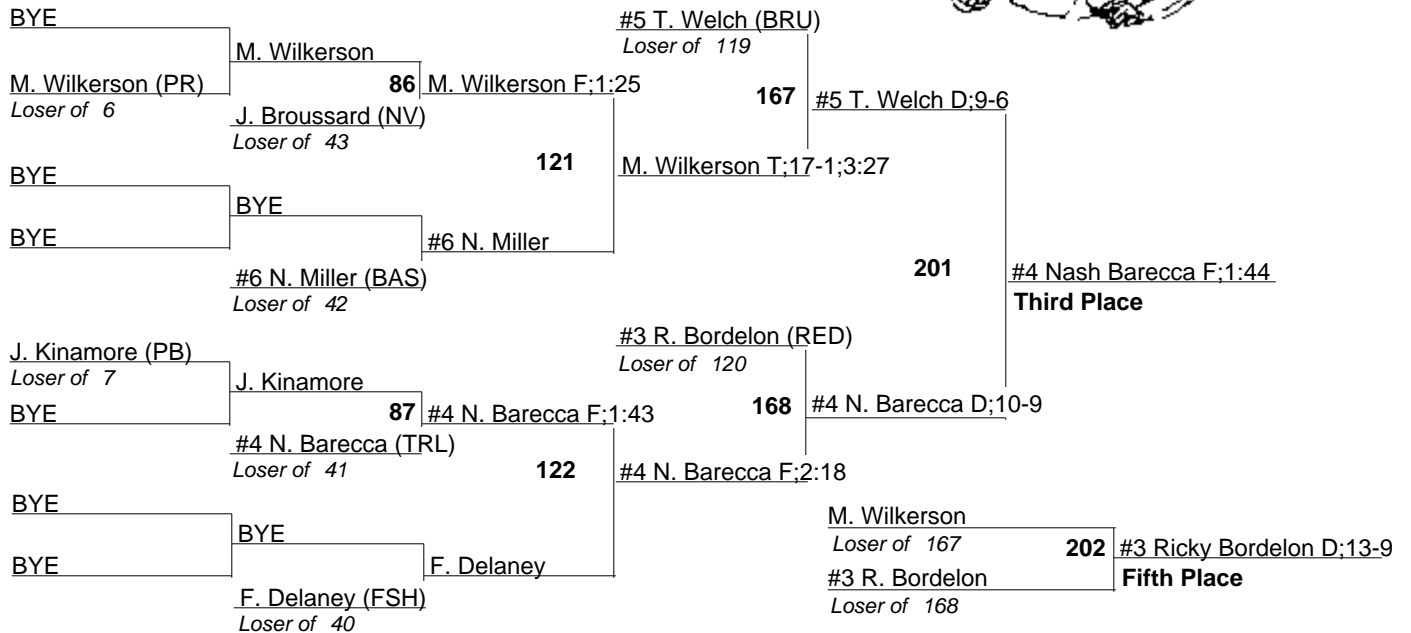 BYE
M. Wilkerson (PR)
Loser of 6
M. Wilkerson
J. Broussard (NV)
Loser of 43
86
M. Wilkerson F;1:25
BYE
BYE
BYE
#6 N. Miller (BAS)
Loser of 42
#6 N. Miller
121
#5 T. Welch (BRU)
Loser of 119
M. Wilkerson T;17-1;3:27
167
#5 T. Welch D;9-6
J. Kinamore (PB)
Loser of 7
BYE
J. Kinamore
#4 N. Barecca (TRL)
Loser of 41
87
#4 N. Barecca F;1:43
BYE
BYE
BYE
F. Delaney (FSH)
Loser of 40
F. Delaney
122
#3 R. Bordelon (RED)
Loser of 120
#4 N. Barecca F;2:18
168
#4 N. Barecca D;10-9
201
#4 Nash Barecca F;1:44
Third Place
M. Wilkerson
Loser of 167
#3 R. Bordelon
Loser of 168
202
#3 Ricky Bordelon D;13-9
Fifth Place